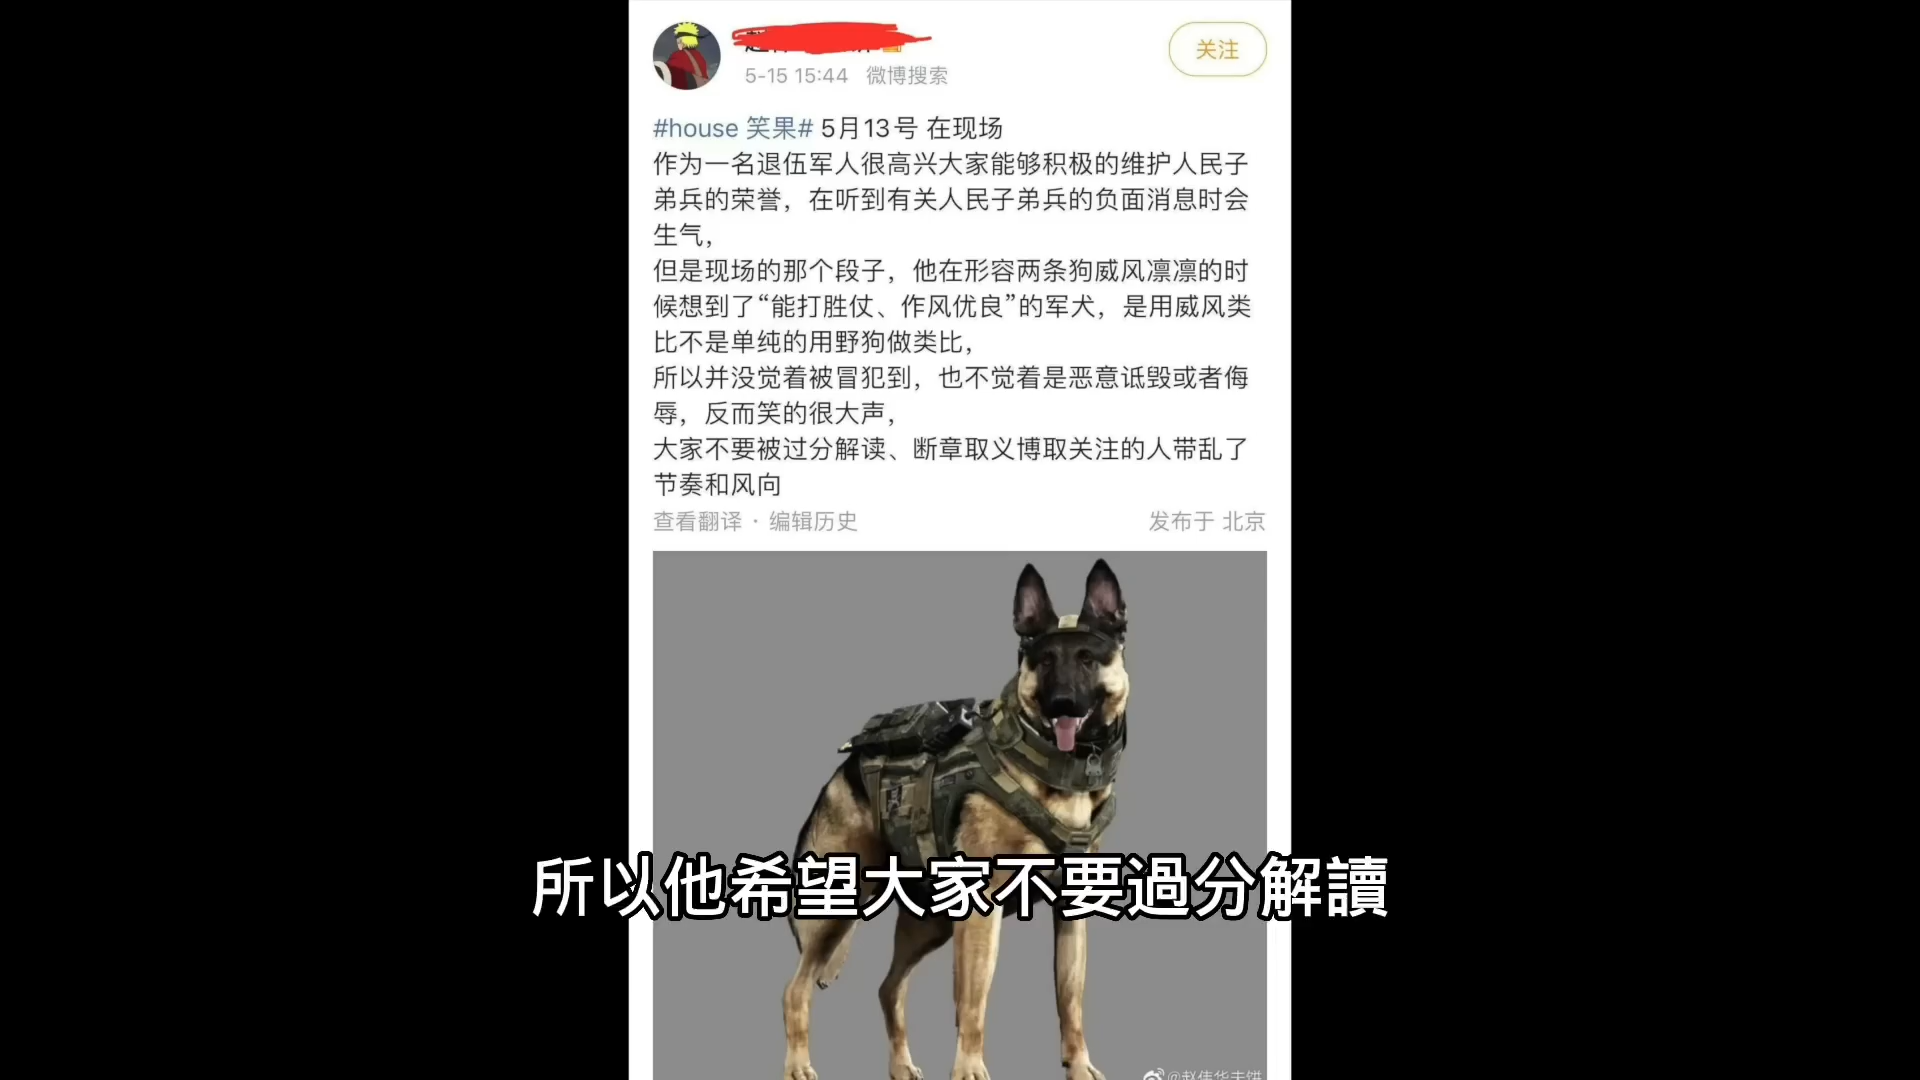 5-15 15:44 微博搜索
关注
#house 笑果# 5月13号 在现场
作为一名退伍军人很高兴大家能够积极的维护人民子
弟兵的荣誉，在听到有关人民子弟兵的负面消息时会
生气，
但是现场的那个段子，他在形容两条狗威风凛凛的时
候想到了“能打胜仗、作风优良”的军犬，是用威风类
比不是单纯的用野狗做类比，
所以并没觉着被冒犯到，也不觉着是恶意诋毁或者侮
辱，反而笑的很大声，
大家不要被过分解读、断章取义博取关注的人带乱了
节奏和风向
查看翻译 · 编辑历史
发布于 北京
所以他希望大家不要過分解讀